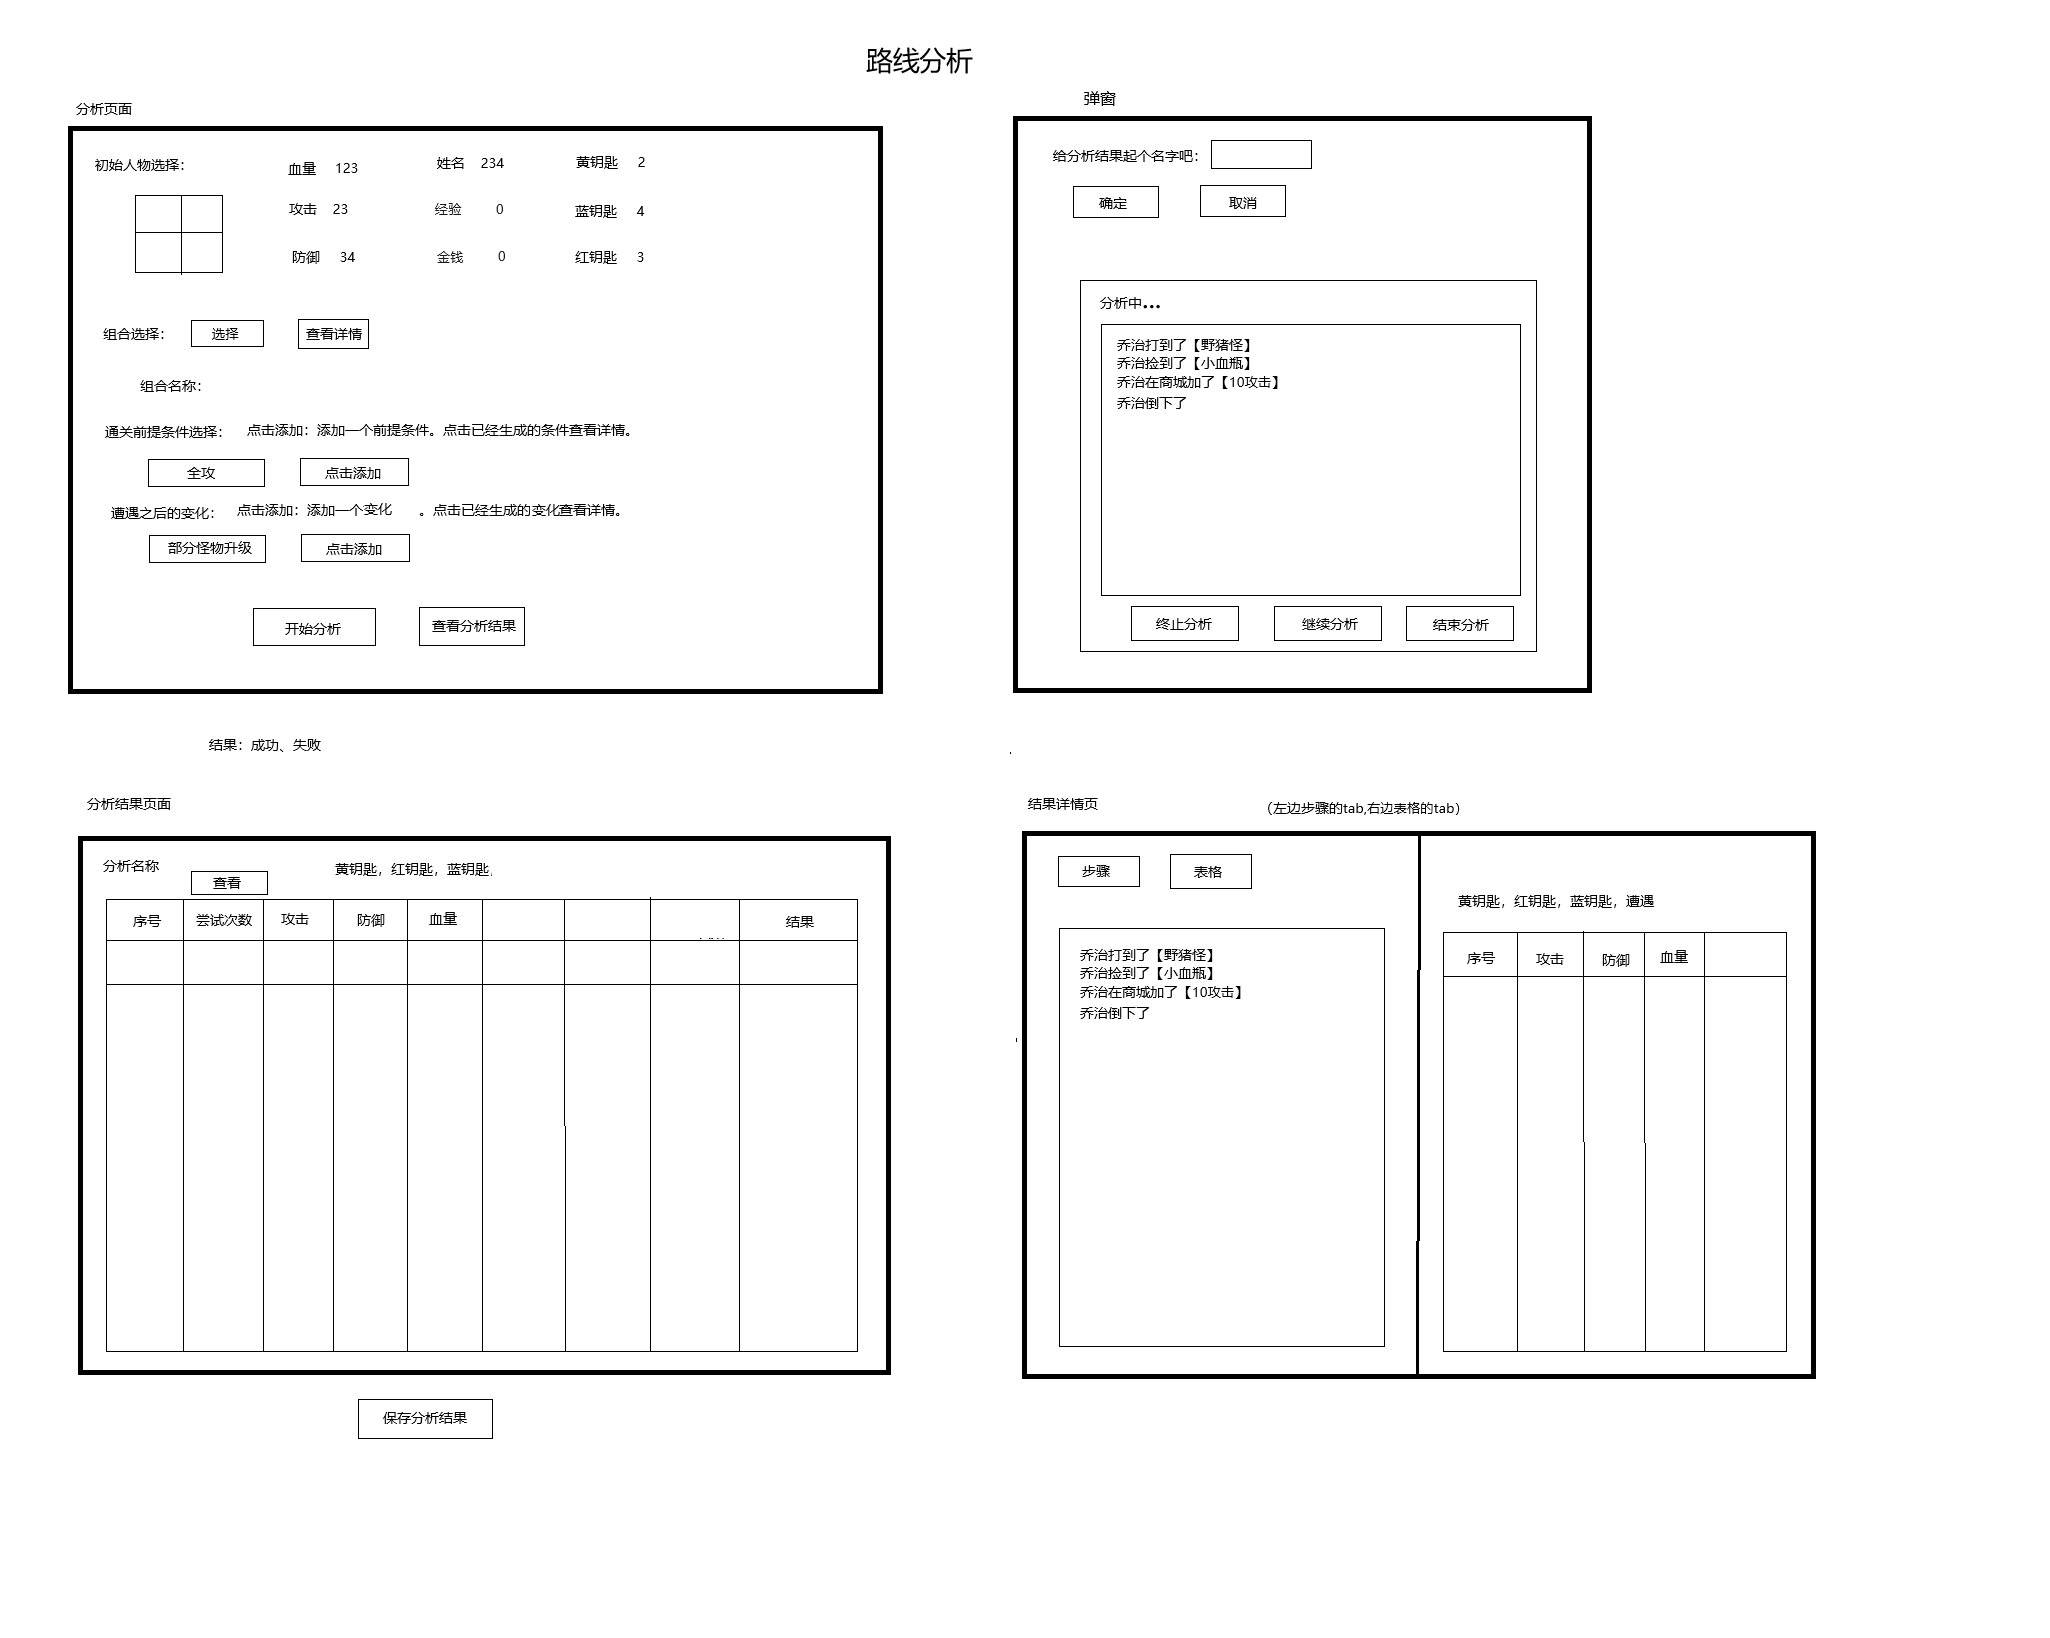 路线分析
分析页面
初始人物选择：
血量 123 姓名 234 黄钥匙 2
攻击 23 经验 0 蓝钥匙 4
防御 34 金钱 0 红钥匙 3
组合选择： 选择 查看详情
组合名称：
通关前提条件选择： 点击添加：添加一个前提条件。点击已经生成的条件查看详情。
全攻 点击添加
遭遇之后的变化： 点击添加：添加一个变化 。点击已经生成的变化查看详情。
部分怪物升级 点击添加
开始分析 查看分析结果
弹窗
给分析结果起个名字吧：
确定 取消
分析中...
乔治打到了【野猪怪】
乔治捡到了【小血瓶】
乔治在商城加了【10攻击】
乔治倒下了
终止分析 继续分析 结束分析
结果：成功、失败
分析结果页面
分析名称
查看 黄钥匙，红钥匙，蓝钥匙
序号 尝试次数 攻击 防御 血量 结果
保存分析结果
结果详情页 （左边步骤的tab,右边表格的tab）
步骤 表格
乔治打到了【野猪怪】
乔治捡到了【小血瓶】
乔治在商城加了【10攻击】
乔治倒下了
黄钥匙，红钥匙，蓝钥匙，遭遇
序号 攻击 防御 血量